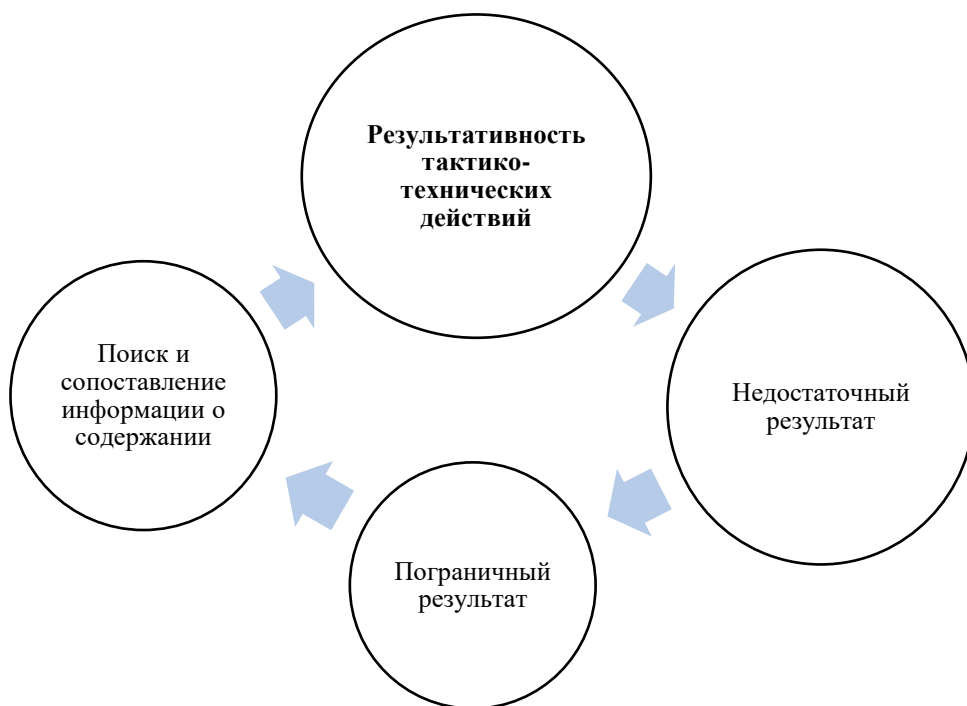 Результативность
тактико-
технических
действий
Недостаточный
результат
Пограничный
результат
Поиск и
сопоставление
информации о
содержании